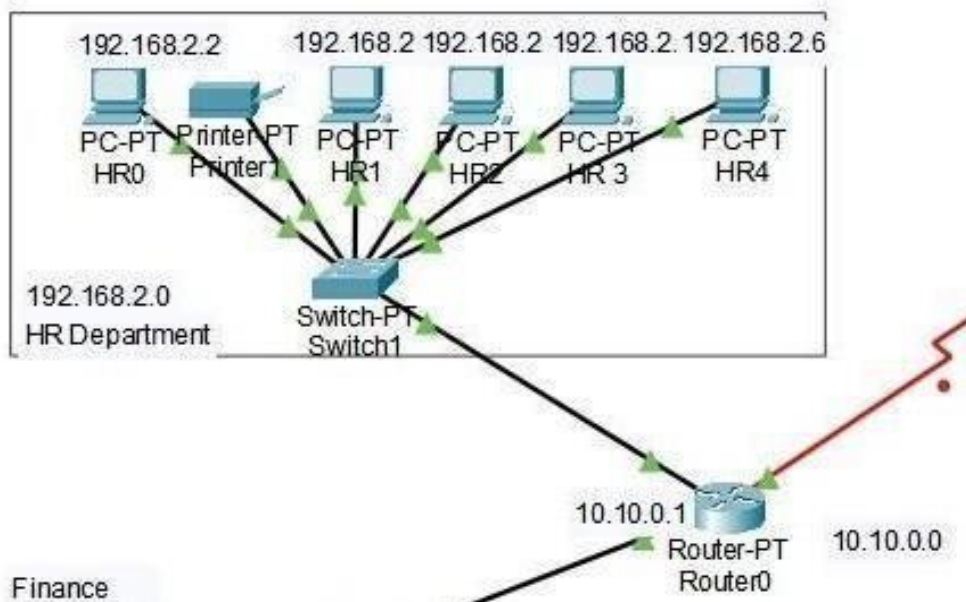 192.168.2.2
192.168.2
192.168.2
192.168.2.
192.168.2.6
PC-PT
HR0
Printer-PT
Printer1
PC-PT
HR1
PC-PT
HR2
PC-PT
HR 3
PC-PT
HR4
192.168.2.0
HR Department
Switch-PT
Switch1
10.10.0.1
Router-PT
Router0
10.10.0.0
Finance